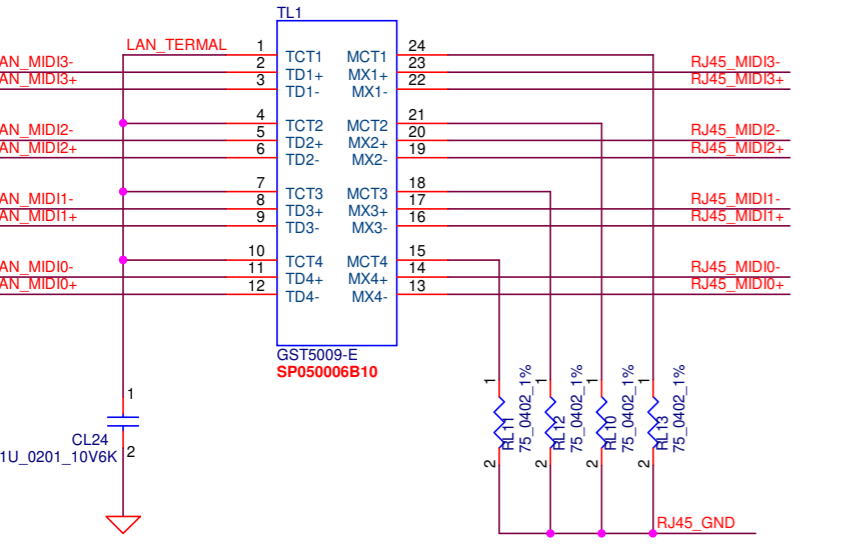 TL1
LAN_TERMAL 1 TCT1 MCT1 24
AN_MIDI3- 2 TD1+ MX1+ 23 RJ45_MIDI3-
AN_MIDI3+ 3 TD1- MX1- 22 RJ45_MIDI3+
4 TCT2 MCT2 21
AN_MIDI2- 5 TD2+ MX2+ 20 RJ45_MIDI2-
AN_MIDI2+ 6 TD2- MX2- 19 RJ45_MIDI2+
7 TCT3 MCT3 18
AN_MIDI1- 8 TD3+ MX3+ 17 RJ45_MIDI1-
AN_MIDI1+ 9 TD3- MX3- 16 RJ45_MIDI1+
10 TCT4 MCT4 15
AN_MIDI0- 11 TD4+ MX4+ 14 RJ45_MIDI0-
AN_MIDI0+ 12 TD4- MX4- 13 RJ45_MIDI0+
GST5009-E
SP050006B10
1
CL24
1U_0201_10V6K 2
1 1 1 1
RL11 75_0402_1%
RL12 75_0402_1%
RL10 75_0402_1%
RL13 75_0402_1%
2 2 2 2
RJ45_GND